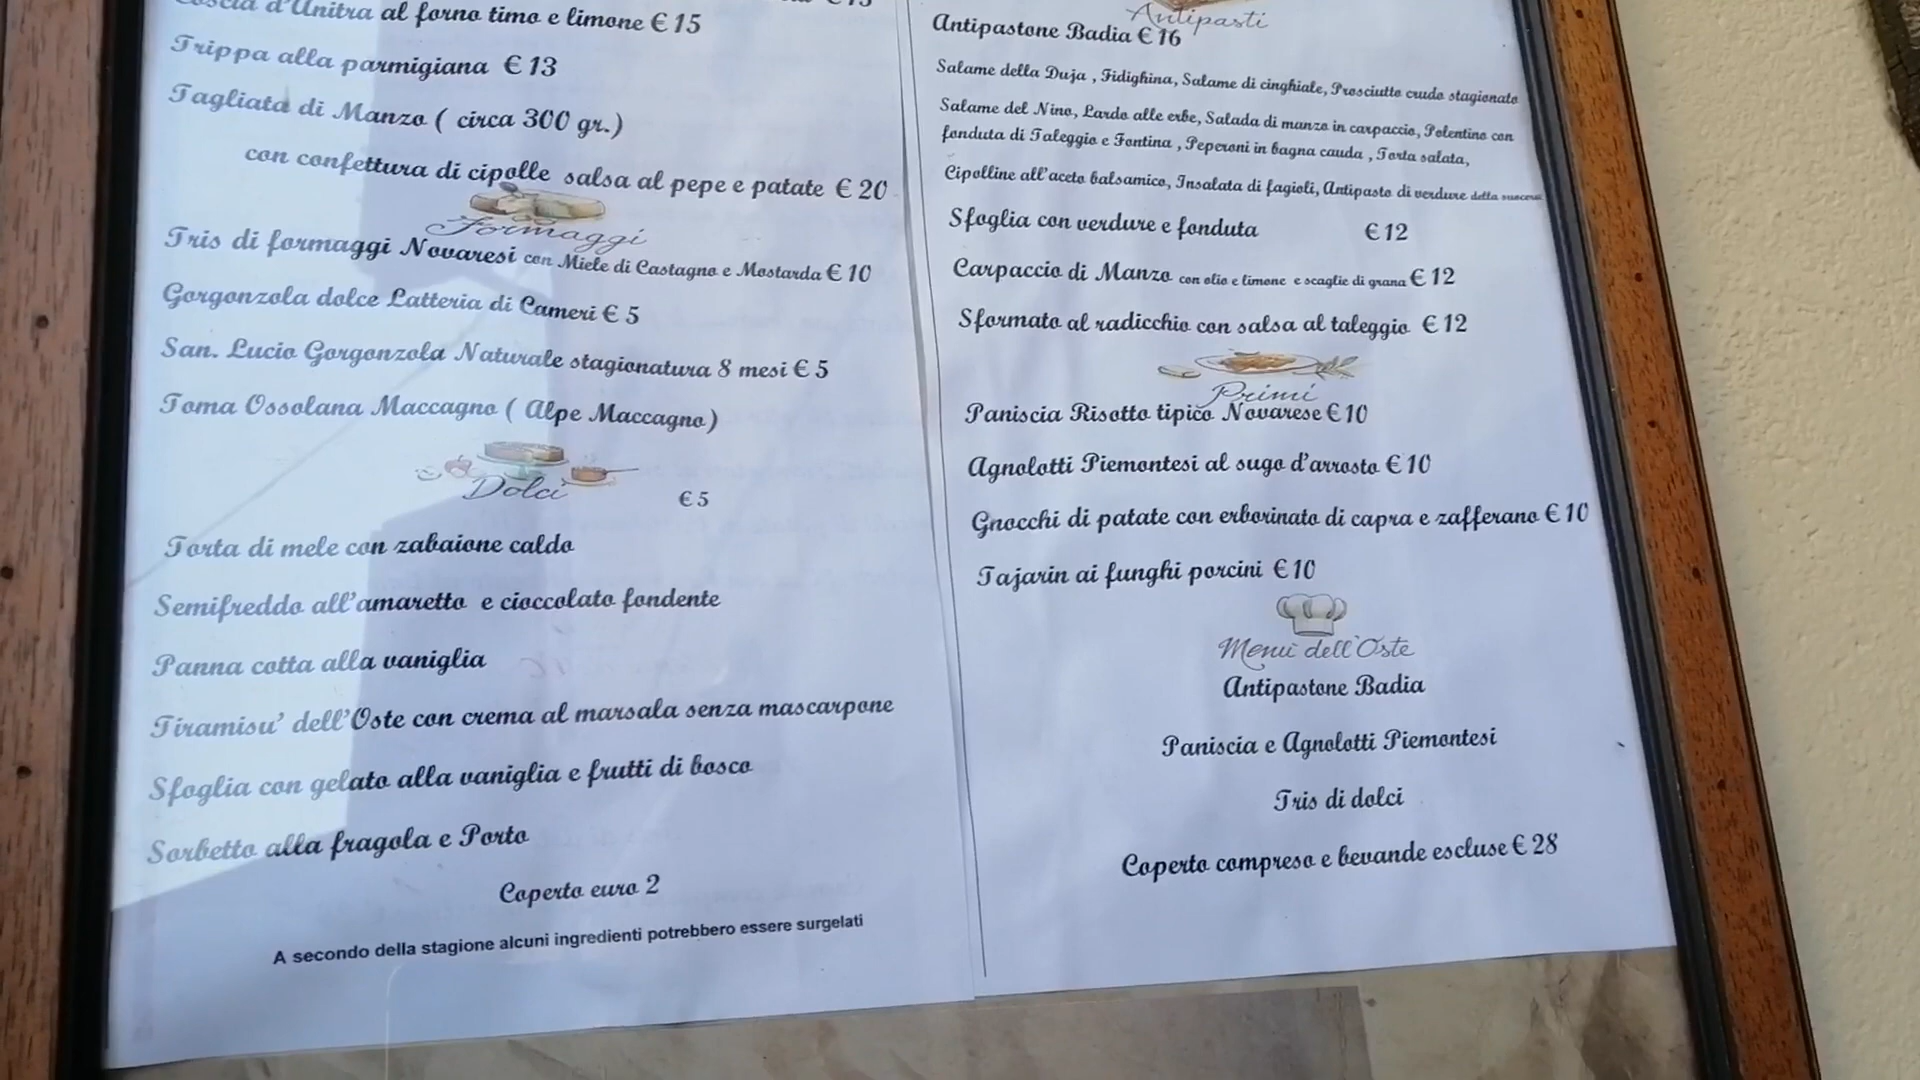 d'Unitra al forno timo e limone € 15
Trippa alla parmigiana € 13
Tagliata di Manzo ( circa 300 gr.)
con confettura di cipolle salsa al pepe e patate € 20
Formaggi
Tris di formaggi Novaresi con Miele di Castagno e Mostarda € 10
Gorgonzola dolce Latteria di Cameri € 5
San. Lucio Gorgonzola Naturale stagionatura 8 mesi € 5
Toma Ossolana Maccagno ( Alpe Maccagno)
Dolci
€ 5
Torta di mele con zabaione caldo
Semifreddo all'amaretto e cioccolato fondente
Panna cotta alla vaniglia
Tiramisu' dell'Oste con crema al marsala senza mascarpone
Sfoglia con gelato alla vaniglia e frutti di bosco
Sorbetto alla fragola e Porto
Coperto euro 2
A secondo della stagione alcuni ingredienti potrebbero essere surgelati
Antipasti
Antipastone Badia € 16
Salame della Duja , Fidighina, Salame di cinghiale, Prosciutto crudo stagionato
Salame del Nino, Lardo alle erbe, Salada di manzo in carpaccio, Polentino con
fonduta di Taleggio e Fontina , Peperoni in bagna cauda , Torta salata,
Cipolline all'aceto balsamico, Insalata di fagioli, Antipasto di verdure della
Sfoglia con verdure e fonduta € 12
Carpaccio di Manzo con olio e limone e scaglie di grana € 12
Sformato al radicchio con salsa al taleggio € 12
Primi
Paniscia Risotto tipico Novarese € 10
Agnolotti Piemontesi al sugo d'arrosto € 10
Gnocchi di patate con erborinato di capra e zafferano € 10
Tajarin ai funghi porcini € 10
Menù dell'Oste
Antipastone Badia
Paniscia e Agnolotti Piemontesi
Tris di dolci
Coperto compreso e bevande escluse € 28